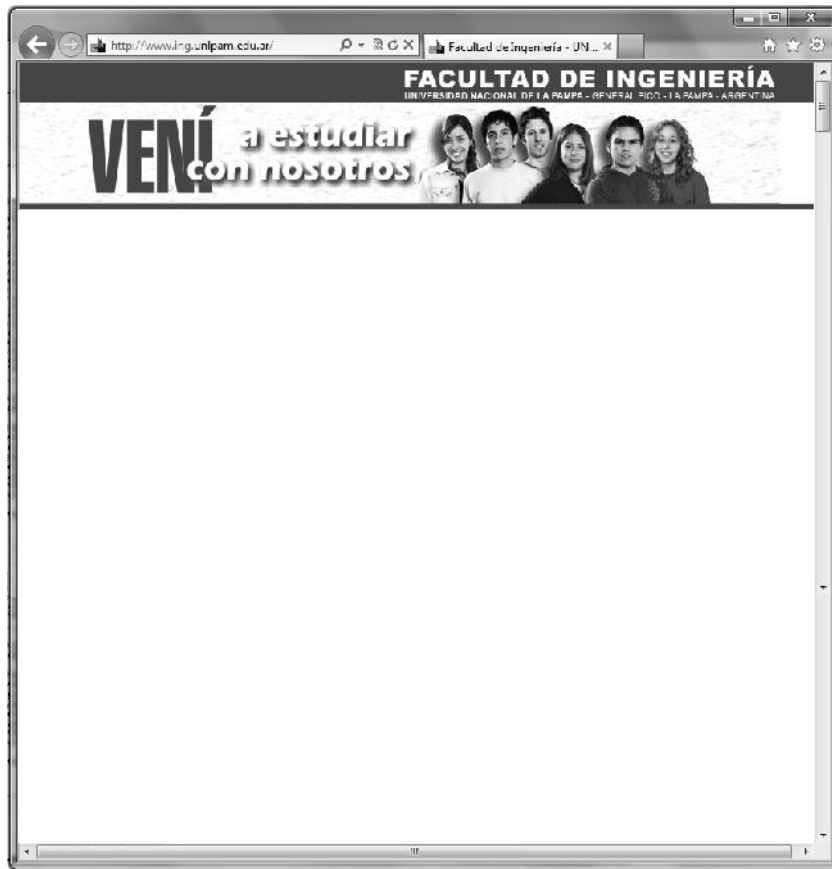 http://www.ing.unlpam.edu.ar/
Facultad de Ingeniería - UN...
FACULTAD DE INGENIERÍA
UNIVERSIDAD NACIONAL DE LA PAMPA - GENERAL PICO - LA PAMPA - ARGENTINA
VENÍ a estudiar
con nosotros